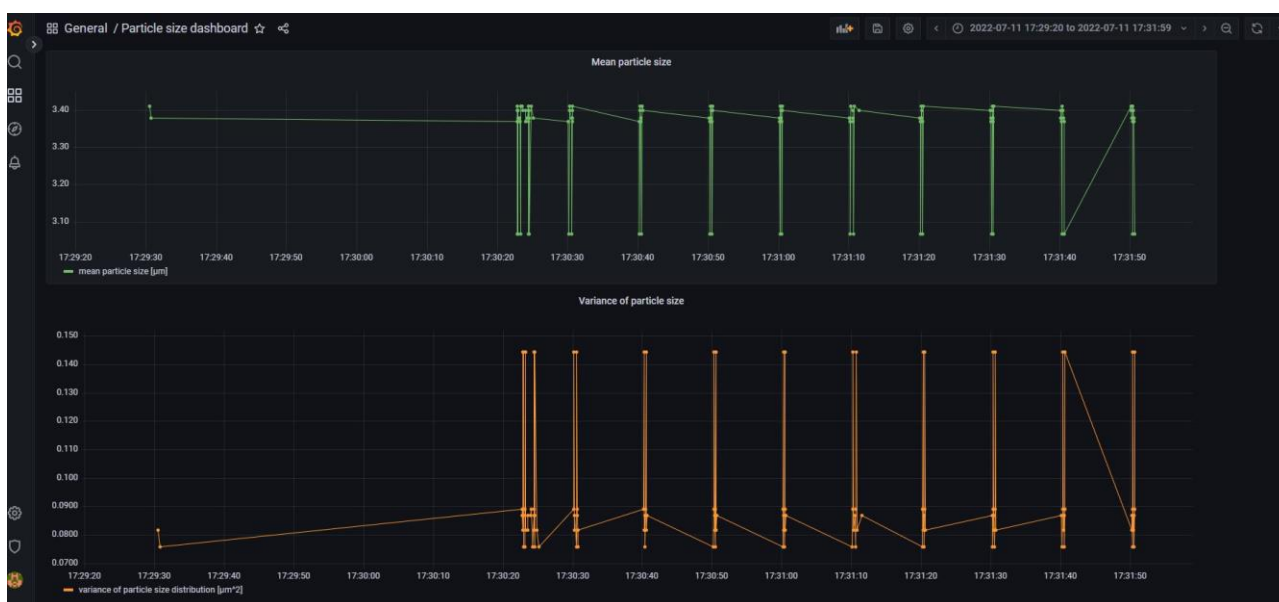 General / Particle size dashboard
2022-07-11 17:29:20 to 2022-07-11 17:31:59
Mean particle size
3.40
3.30
3.20
3.10
17:29:20 17:29:30 17:29:40 17:29:50 17:30:00 17:30:10 17:30:20 17:30:30 17:30:40 17:30:50 17:31:00 17:31:10 17:31:20 17:31:30 17:31:40 17:31:50
mean particle size [μm]
Variance of particle size
0.150
0.140
0.130
0.120
0.110
0.100
0.0900
0.0800
0.0700
17:29:20 17:29:30 17:29:40 17:29:50 17:30:00 17:30:10 17:30:20 17:30:30 17:30:40 17:30:50 17:31:00 17:31:10 17:31:20 17:31:30 17:31:40 17:31:50
variance of particle size distribution [μm^2]